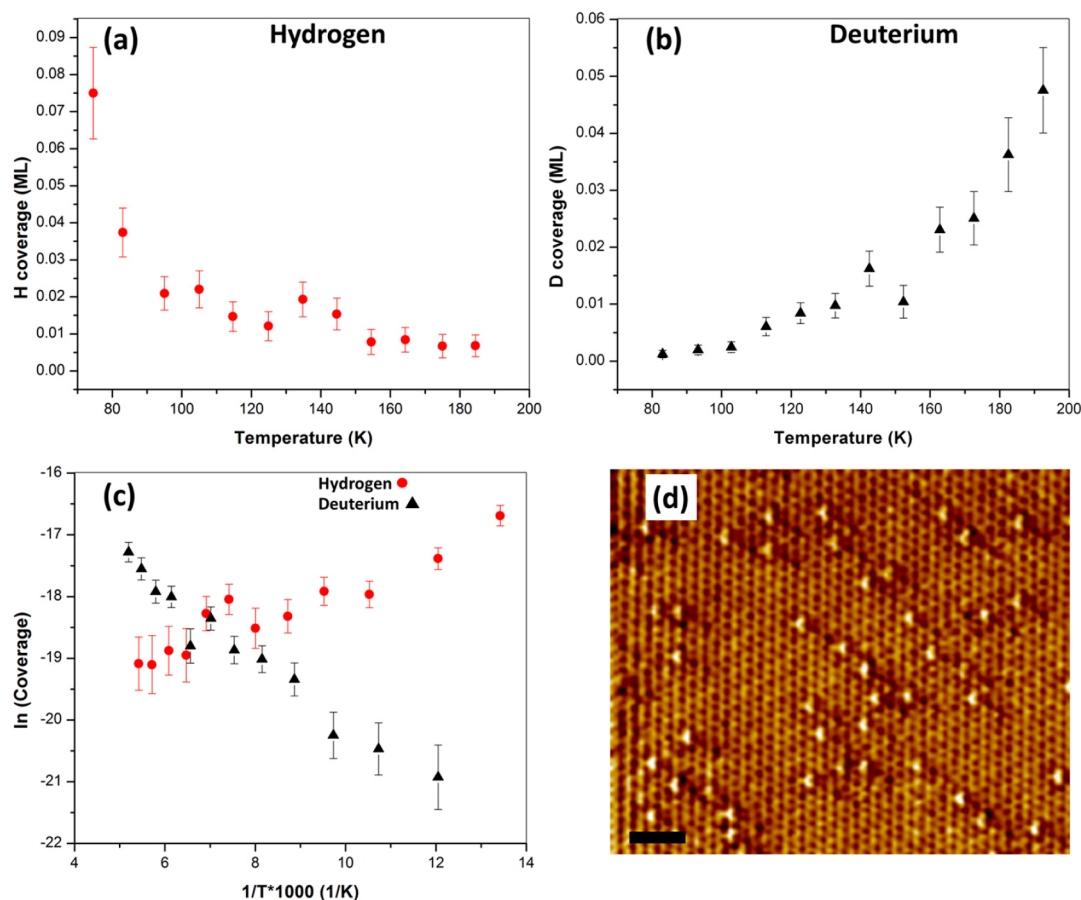 (a)
Hydrogen
0.09
0.08
0.07
0.06
0.05
0.04
0.03
0.02
0.01
0.00
H coverage (ML)
80 100 120 140 160 180 200
Temperature (K)
(b)
Deuterium
0.06
0.05
0.04
0.03
0.02
0.01
0.00
D coverage (ML)
80 100 120 140 160 180 200
Temperature (K)
(c)
Hydrogen
Deuterium
-16
-17
-18
-19
-20
-21
-22
ln (Coverage)
4 6 8 10 12 14
1/T*1000 (1/K)
(d)